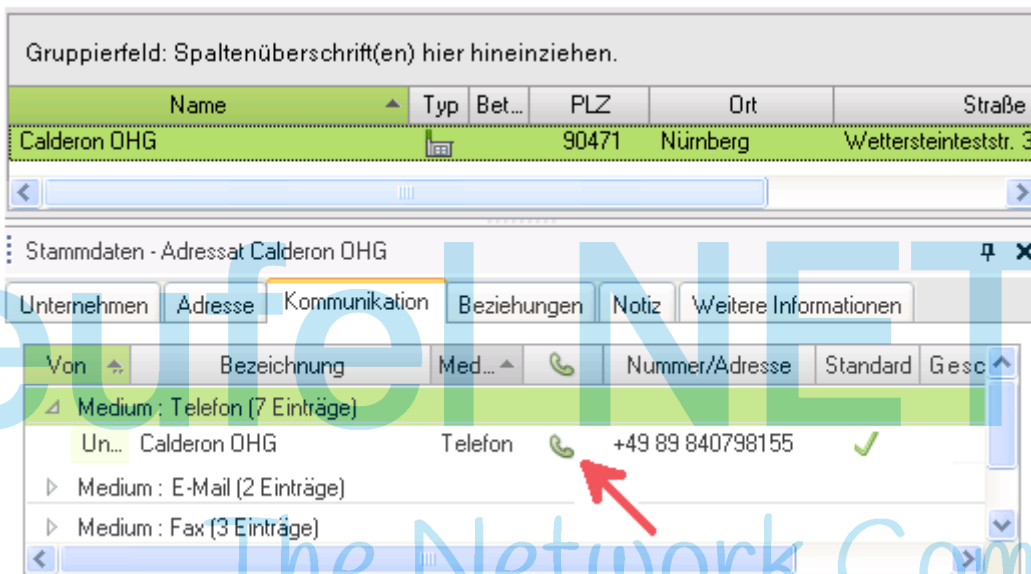 Gruppierfeld: Spaltenüberschrift(en) hier hineinziehen.
Name Typ Bet... PLZ Ort Straße
Calderon OHG 90471 Nürnberg Wettersteinteststr. 3
Stammdaten - Adressat Calderon OHG
Unternehmen Adresse Kommunikation Beziehungen Notiz Weitere Informationen
Von Bezeichnung Med... Nummer/Adresse Standard Gesc
Medium : Telefon (7 Einträge)
Un... Calderon OHG Telefon +49 89 840798155
Medium : E-Mail (2 Einträge)
Medium : Fax (3 Einträge)
eufel NET
The Network Com